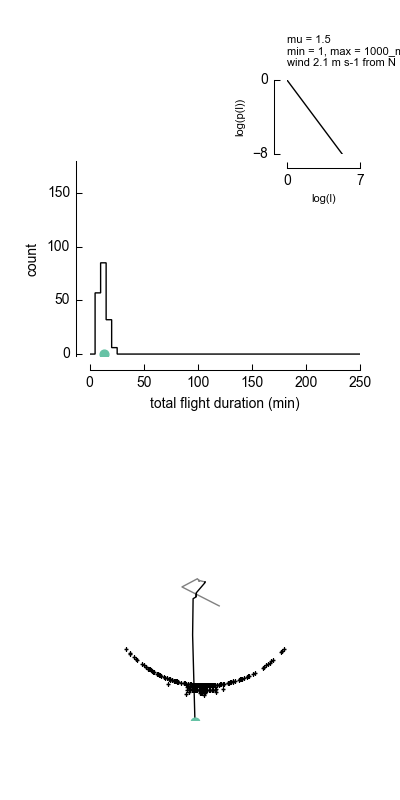 mu = 1.5
min = 1, max = 1000_m
wind 2.1 m s-1 from N
0
log(p(l))
−8
0 7
log(l)
150
100
count
50
0
0 50 100 150 200 250
total flight duration (min)